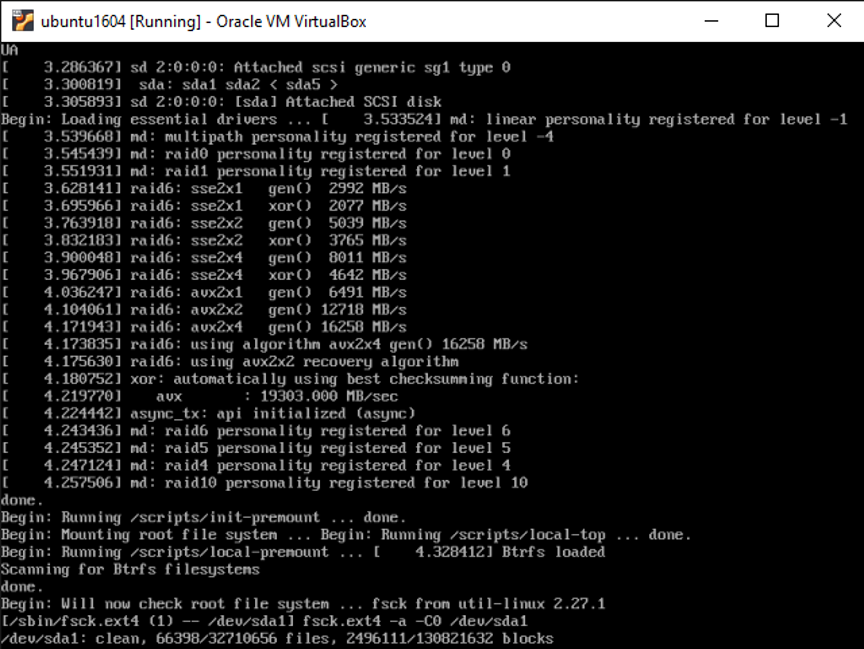 ubuntu1604 [Running] - Oracle VM VirtualBox
UA
[    3.286367] sd 2:0:0:0: Attached scsi generic sg1 type 0
[    3.300819]  sda: sda1 sda2 < sda5 >
[    3.305893] sd 2:0:0:0: [sda] Attached SCSI disk
Begin: Loading essential drivers ... [    3.533524] md: linear personality registered for level -1
[    3.539668] md: multipath personality registered for level -4
[    3.545439] md: raid0 personality registered for level 0
[    3.551931] md: raid1 personality registered for level 1
[    3.628141] raid6: sse2x1   gen()  2992 MB/s
[    3.695966] raid6: sse2x1   xor()  2077 MB/s
[    3.763918] raid6: sse2x2   gen()  5039 MB/s
[    3.832183] raid6: sse2x2   xor()  3765 MB/s
[    3.900048] raid6: sse2x4   gen()  8011 MB/s
[    3.967906] raid6: sse2x4   xor()  4642 MB/s
[    4.036247] raid6: avx2x1   gen()  6491 MB/s
[    4.104061] raid6: avx2x2   gen() 12718 MB/s
[    4.171943] raid6: avx2x4   gen() 16258 MB/s
[    4.173835] raid6: using algorithm avx2x4 gen() 16258 MB/s
[    4.175630] raid6: using avx2x2 recovery algorithm
[    4.180752] xor: automatically using best checksumming function:
[    4.219770]    avx       : 19303.000 MB/sec
[    4.224442] async_tx: api initialized (async)
[    4.243436] md: raid6 personality registered for level 6
[    4.245352] md: raid5 personality registered for level 5
[    4.247124] md: raid4 personality registered for level 4
[    4.257506] md: raid10 personality registered for level 10
done.
Begin: Running /scripts/init-premount ... done.
Begin: Mounting root file system ... Begin: Running /scripts/local-top ... done.
Begin: Running /scripts/local-premount ... [    4.328412] Btrfs loaded
Scanning for Btrfs filesystems
done.
Begin: Will now check root file system ... fsck from util-linux 2.27.1
[/sbin/fsck.ext4 (1) -- /dev/sda1] fsck.ext4 -a -C0 /dev/sda1
/dev/sda1: clean, 66398/32710656 files, 2496111/130821632 blocks